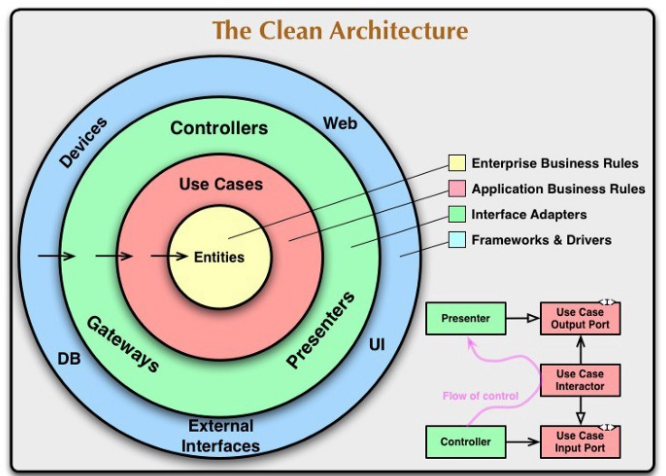 The Clean Architecture
Devices
Web
Controllers
Use Cases
Entities
Gateways
Presenters
DB
UI
External
Interfaces
Enterprise Business Rules
Application Business Rules
Interface Adapters
Frameworks & Drivers
Presenter
<I>
Use Case
Output Port
Flow of control
Use Case
Interactor
Controller
<I>
Use Case
Input Port